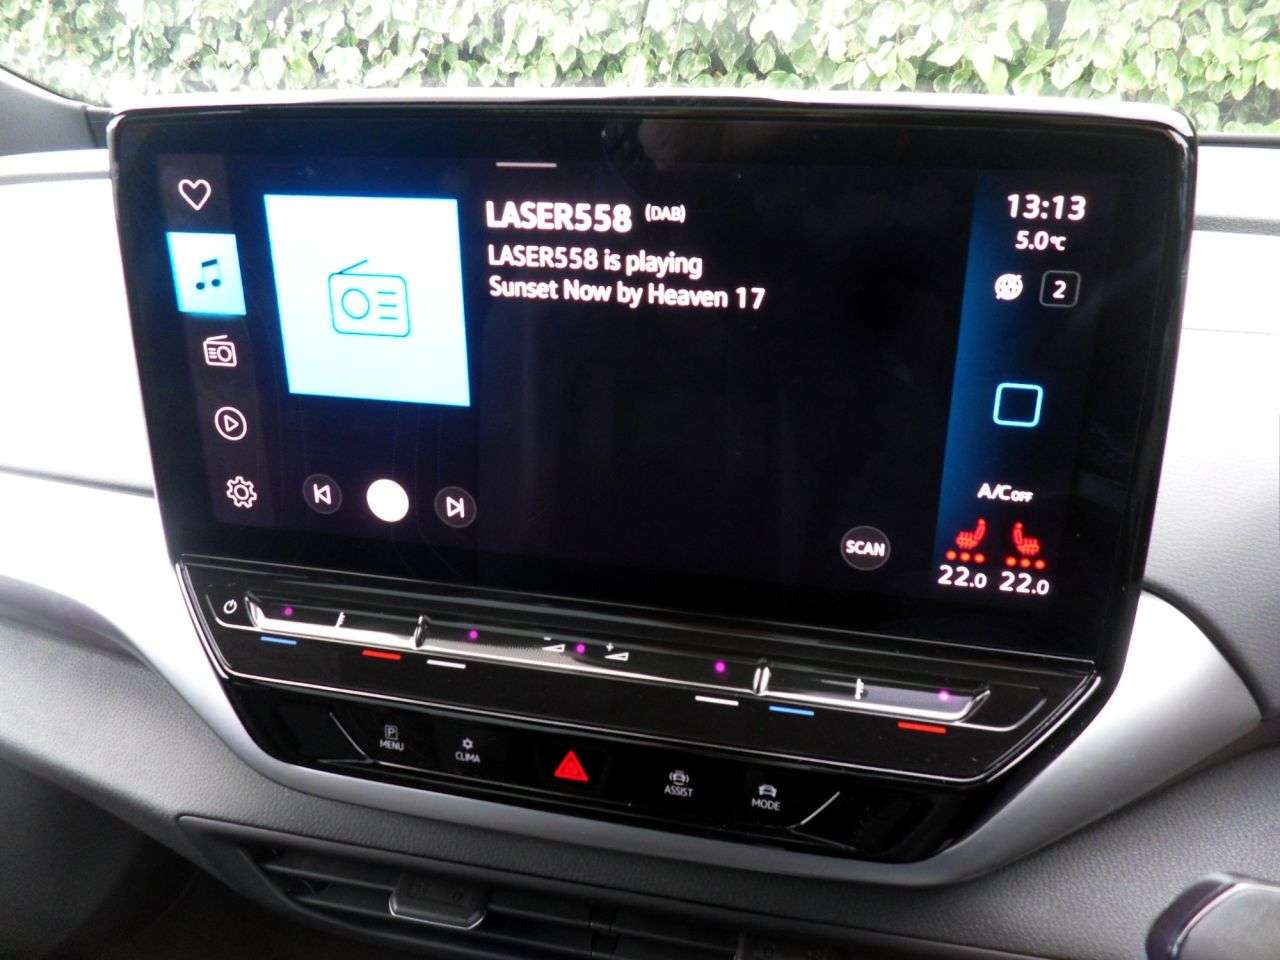 LASER558 (DAB)
LASER558 is playing
Sunset Now by Heaven 17
13:13
5.0°C
2
A/C OFF
22.0 22.0
SCAN
P
MENU
CLIMA
ASSIST
MODE